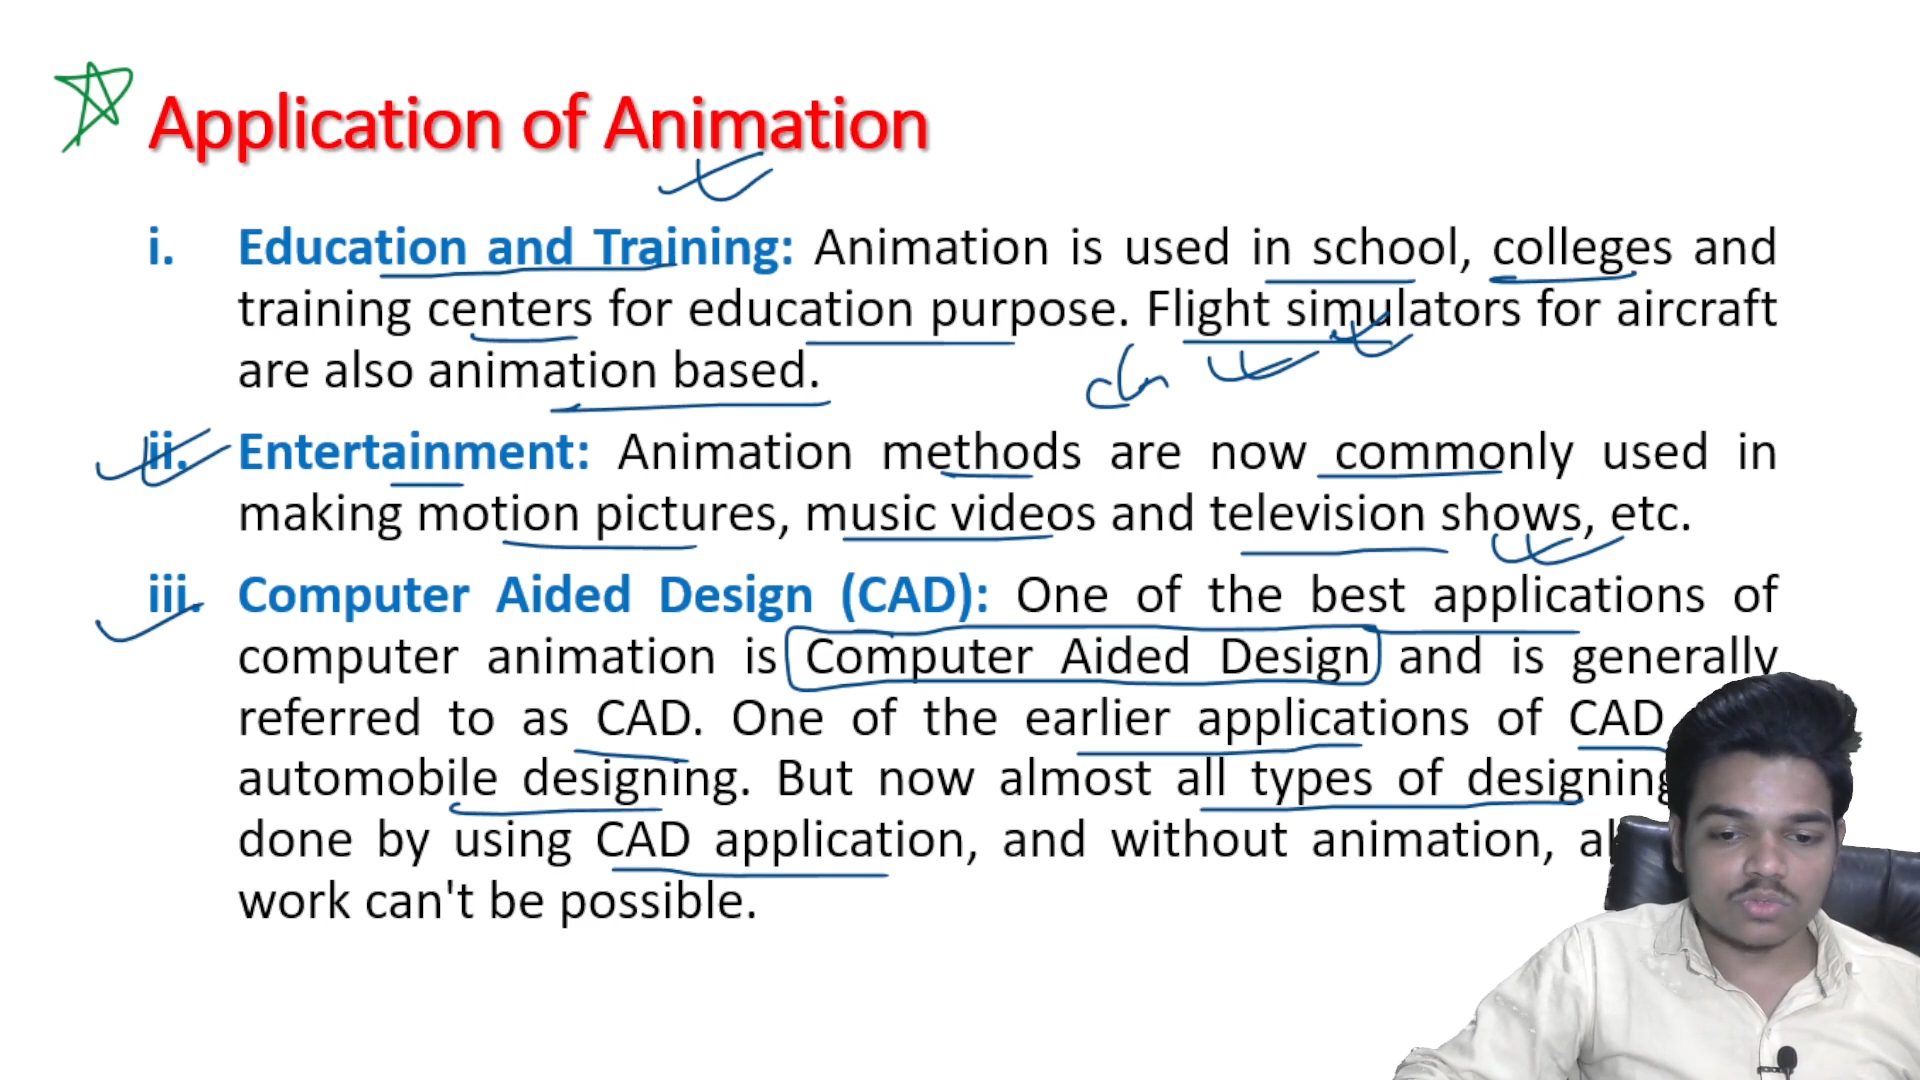 Application of Animation
i. Education and Training: Animation is used in school, colleges and
training centers for education purpose. Flight simulators for aircraft
are also animation based.
ii. Entertainment: Animation methods are now commonly used in
making motion pictures, music videos and television shows, etc.
iii. Computer Aided Design (CAD): One of the best applications of
computer animation is Computer Aided Design and is generally
referred to as CAD. One of the earlier applications of CAD
automobile designing. But now almost all types of designing
done by using CAD application, and without animation,
work can't be possible.